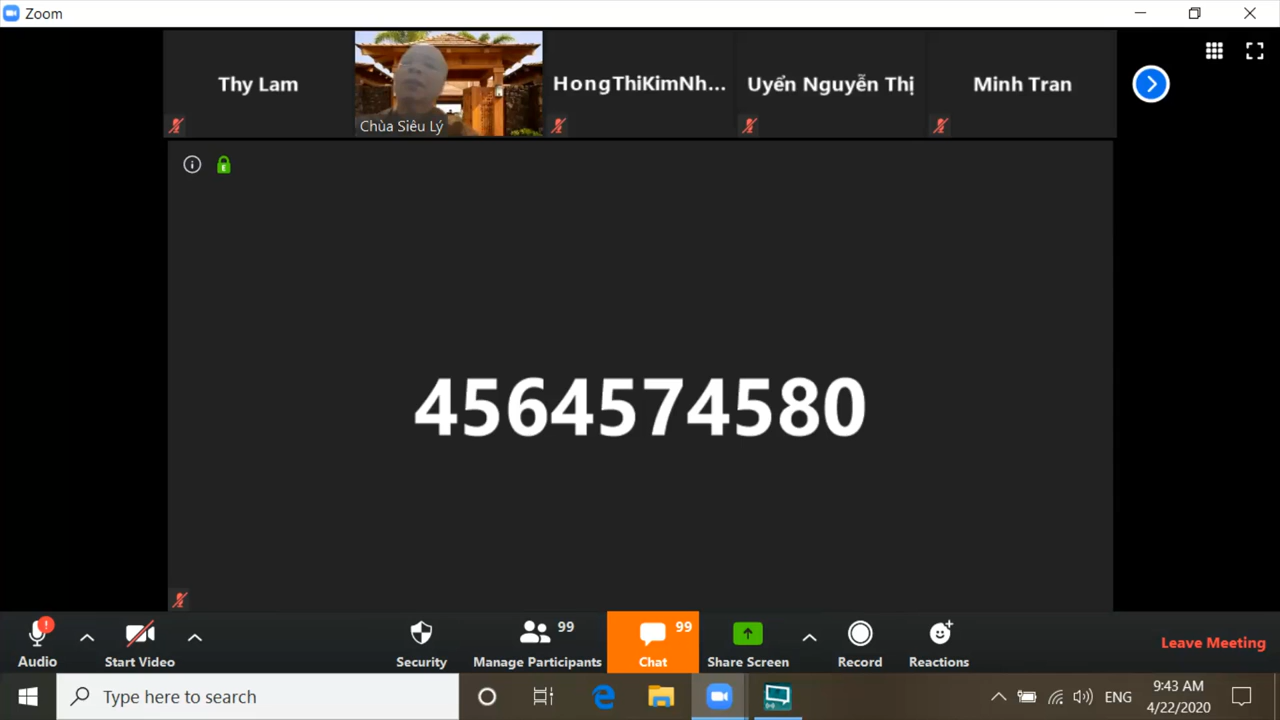 Zoom
Thy Lam
Chùa Siêu Lý
HongThiKimNh...
Uyển Nguyễn Thị
Minh Tran
4564574580
Audio
Start Video
Security
Manage Participants
99
Chat
99
Share Screen
Record
Reactions
Leave Meeting
Type here to search
ENG
9:43 AM
4/22/2020